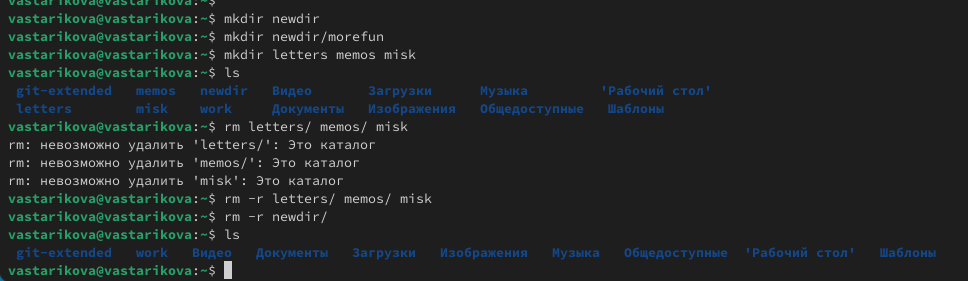 vastarikova@vastarikova:~$
vastarikova@vastarikova:~$ mkdir newdir
vastarikova@vastarikova:~$ mkdir newdir/morefun
vastarikova@vastarikova:~$ mkdir letters memos misk
vastarikova@vastarikova:~$ ls
git-extended memos newdir Видео Загрузки Музыка 'Рабочий стол'
letters misk work Документы Изображения Общедоступные Шаблоны
vastarikova@vastarikova:~$ rm letters/ memos/ misk
rm: невозможно удалить 'letters/': Это каталог
rm: невозможно удалить 'memos/': Это каталог
rm: невозможно удалить 'misk': Это каталог
vastarikova@vastarikova:~$ rm -r letters/ memos/ misk
vastarikova@vastarikova:~$ rm -r newdir/
vastarikova@vastarikova:~$ ls
git-extended work Видео Документы Загрузки Изображения Музыка Общедоступные 'Рабочий стол' Шаблоны
vastarikova@vastarikova:~$